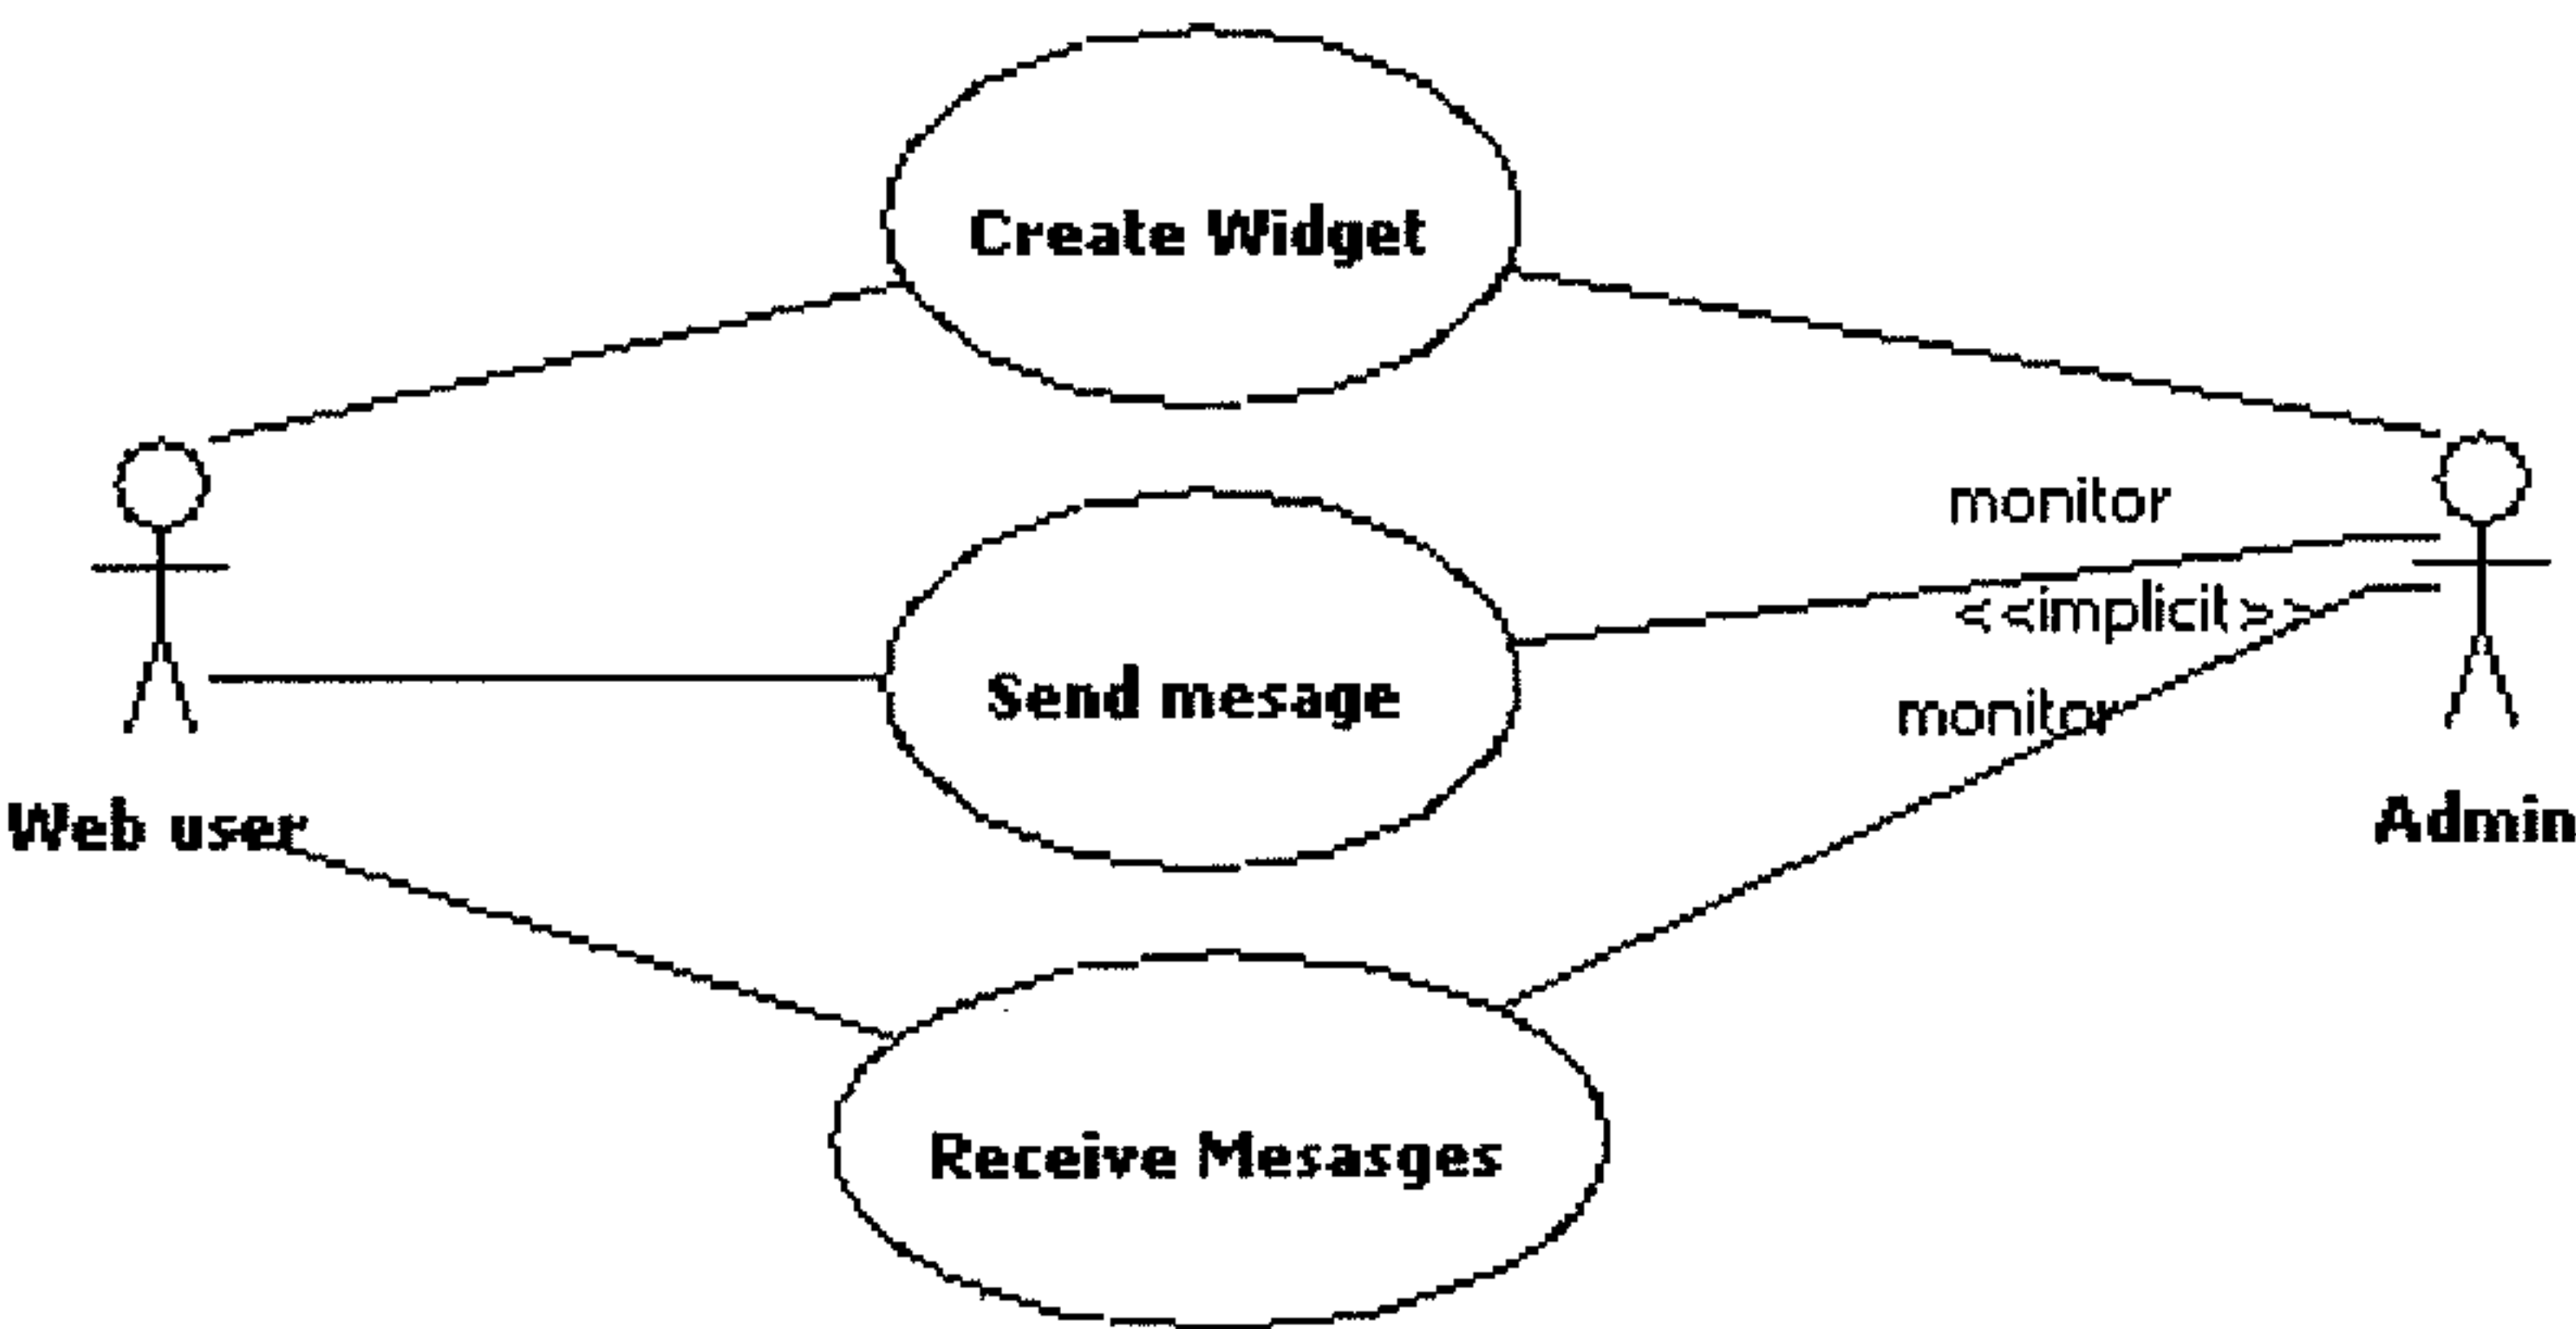 Create Widget
monitor
<<implicit>>
Send mesage
monitor
Web user
Admin
Receive Mesasges